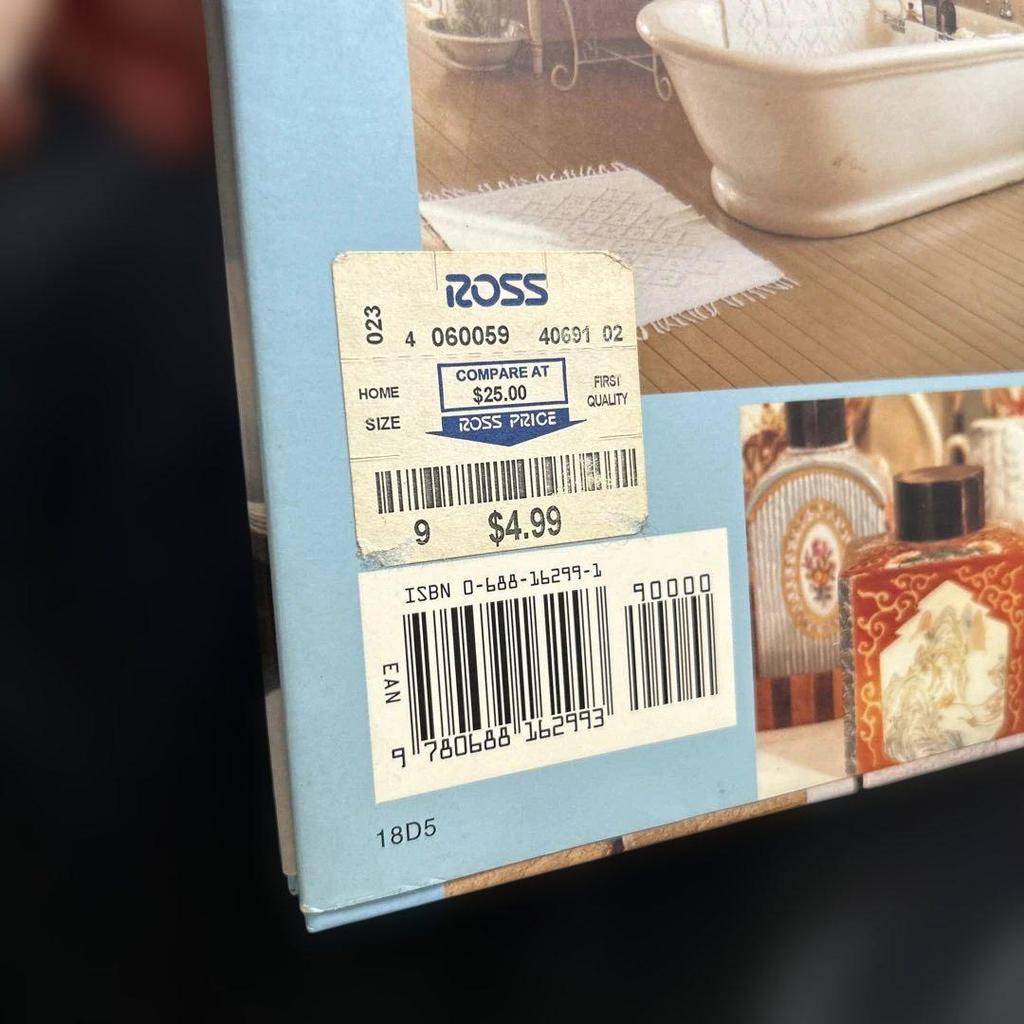 ROSS
023
4 060059 40691 02
HOME
SIZE
COMPARE AT
$25.00
ROSS PRICE
FIRST
QUALITY
9 $4.99
ISBN 0-688-16299-1
90000
EAN
9 780688 162993
18D5